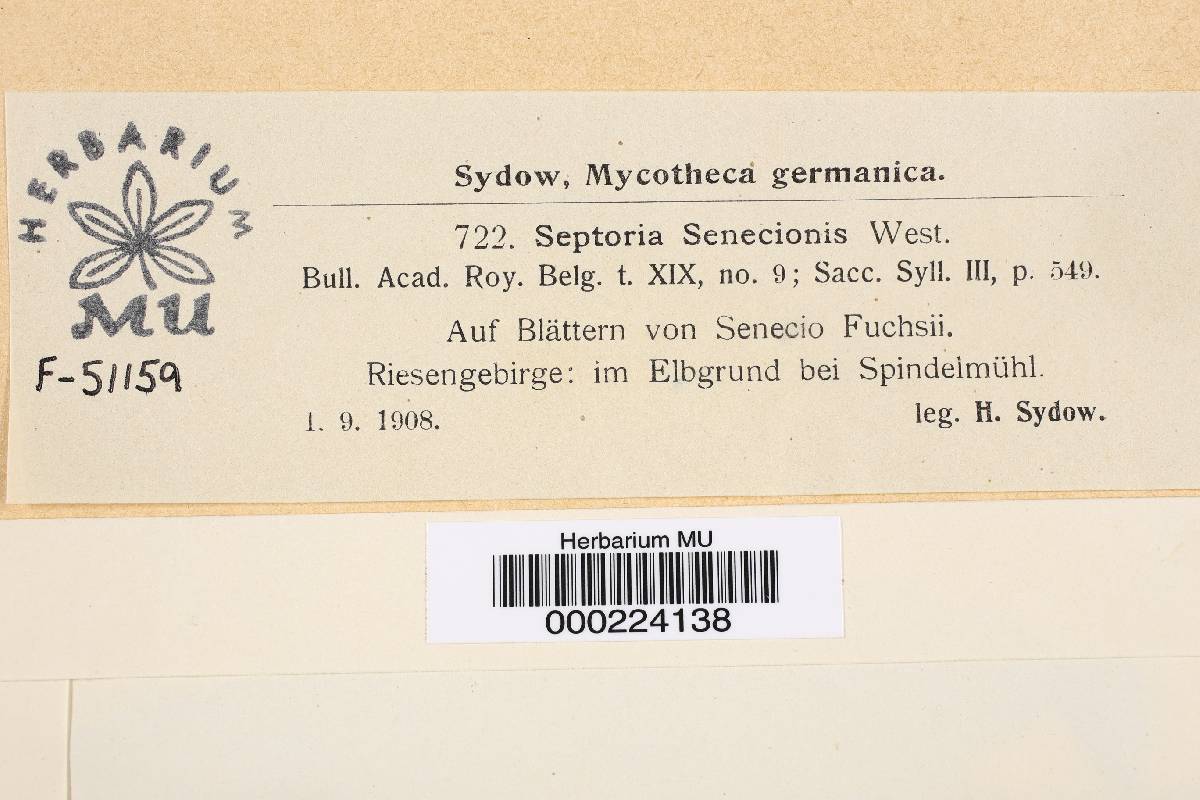 HERBARIUM
MU
F-51159
Sydow, Mycotheca germanica.
722. Septoria Senecionis West.
Bull. Acad. Roy. Belg. t. XIX, no. 9; Sacc. Syll. III, p. 549.
Auf Blättern von Senecio Fuchsii.
Riesengebirge: im Elbgrund bei Spindelmühl.
1. 9. 1908. leg. H. Sydow.
Herbarium MU
000224138